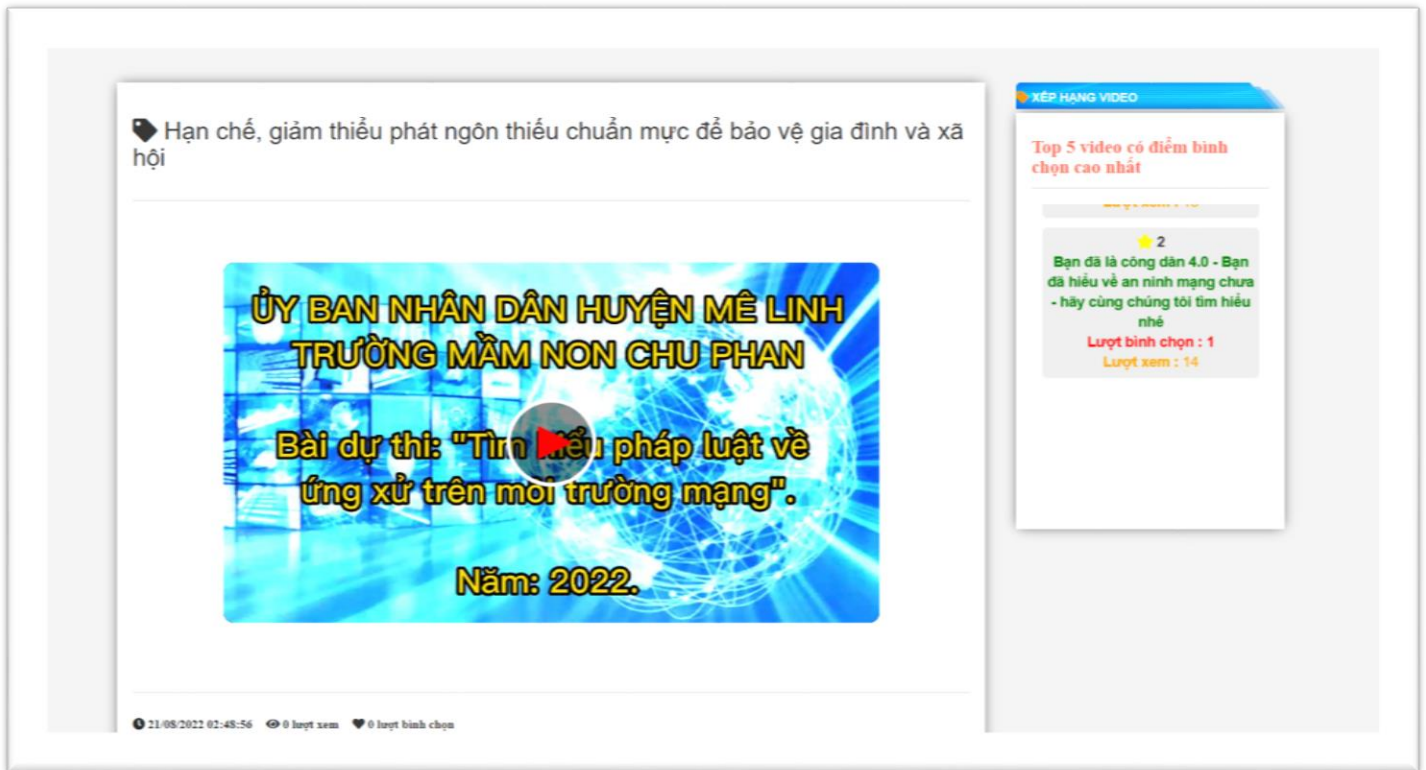 Hạn chế, giảm thiểu phát ngôn thiếu chuẩn mực để bảo vệ gia đình và xã
hội
ỦY BAN NHÂN DÂN HUYỆN MÊ LINH
TRƯỜNG MẦM NON CHU PHAN
Bài dự thi: "Tìm hiểu pháp luật về
ứng xử trên môi trường mạng".
Năm: 2022.
21/08/2022 02:48:56 0 lượt xem 0 lượt bình chọn
XẾP HẠNG VIDEO
Top 5 video có điểm bình
chọn cao nhất
2
Bạn đã là công dân 4.0 - Bạn
đã hiểu về an ninh mạng chưa
- hãy cùng chúng tôi tìm hiểu
nhé
Lượt bình chọn : 1
Lượt xem : 14